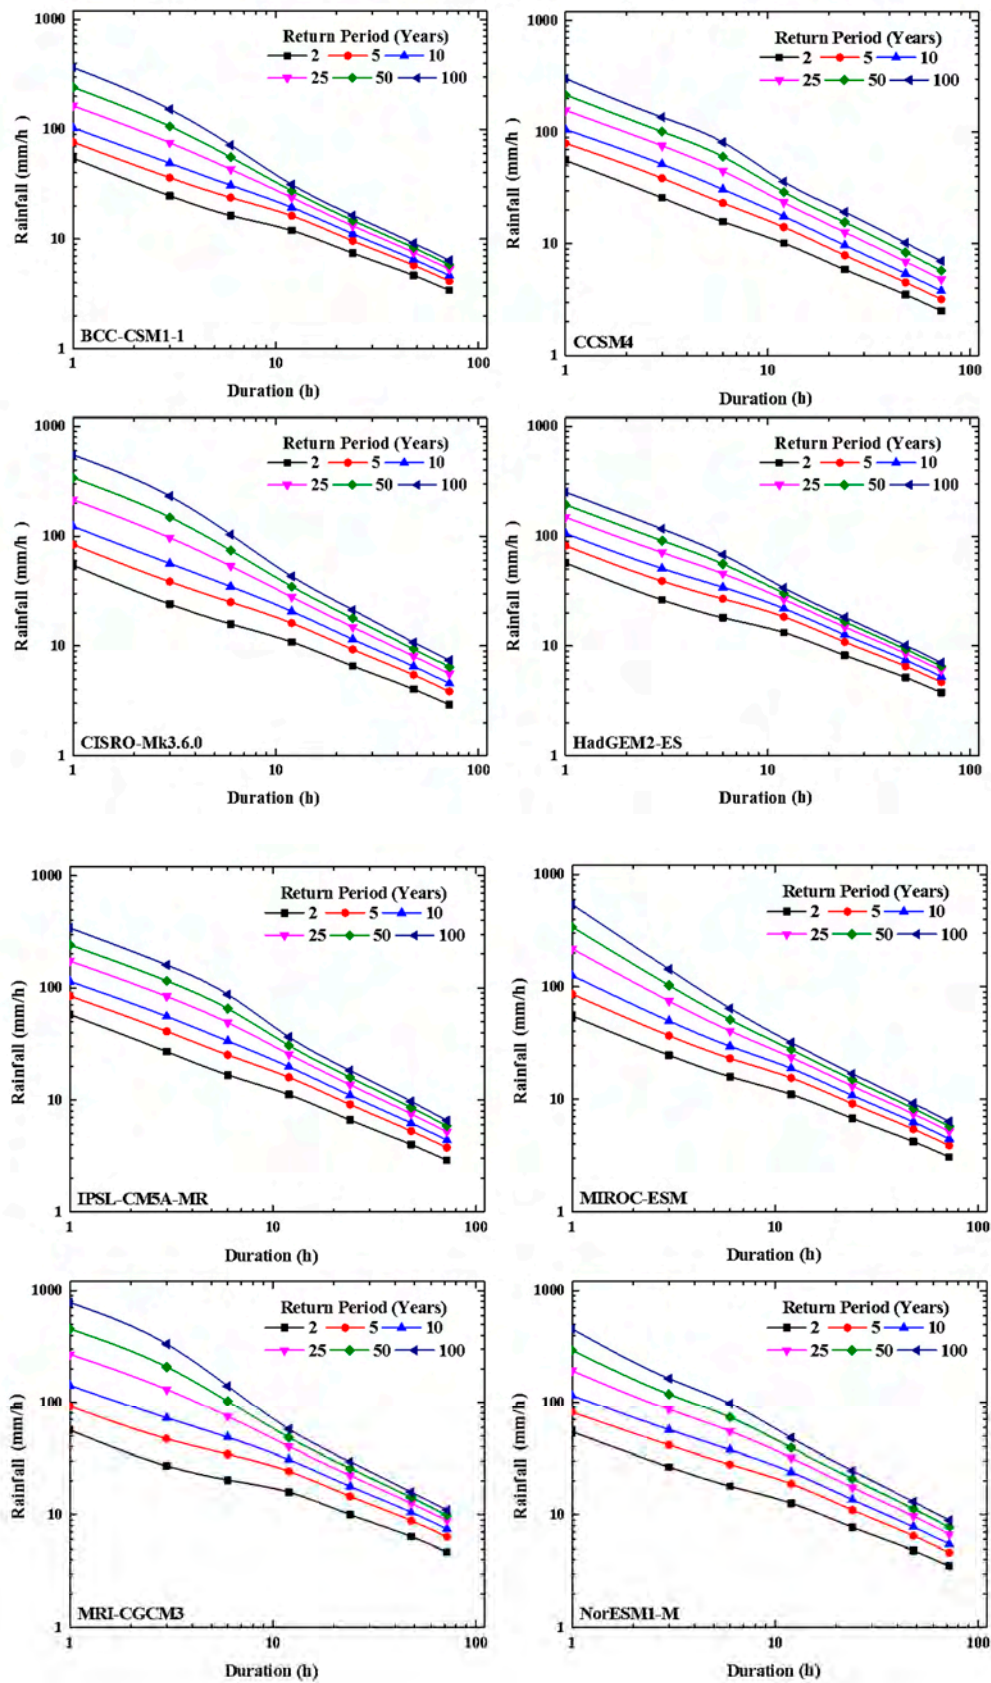 1000
100
10
1
Rainfall (mm/h)
Return Period (Years)
2 5 10
25 50 100
BCC-CSM1-1
1 10 100
Duration (h)
1000
100
10
1
Rainfall (mm/h)
Return Period (Years)
2 5 10
25 50 100
CCSM4
1 10 100
Duration (h)
1000
100
10
1
Rainfall (mm/h )
Return Period (Years)
2 5 10
25 50 100
CISRO-Mk3.6.0
1 10 100
Duration (h)
1000
100
10
1
Rainfall (mm/h )
Return Period (Years)
2 5 10
25 50 100
HadGEM2-ES
1 10 100
Duration (h)
1000
100
10
1
Rainfall (mm/h )
Return Period (Years)
2 5 10
25 50 100
IPSL-CM5A-MR
1 10 100
Duration (h)
1000
100
10
1
Rainfall (mm/h )
Return Period (Years)
2 5 10
25 50 100
MIROC-ESM
1 10 100
Duration (h)
1000
100
10
1
Rainfall (mm/h)
Return Period (Years)
2 5 10
25 50 100
MRI-CGCM3
1 10 100
Duration (h)
1000
100
10
1
Rainfall (mm/h)
Return Period (Years)
2 5 10
25 50 100
NorESM1-M
1 10 100
Duration (h)